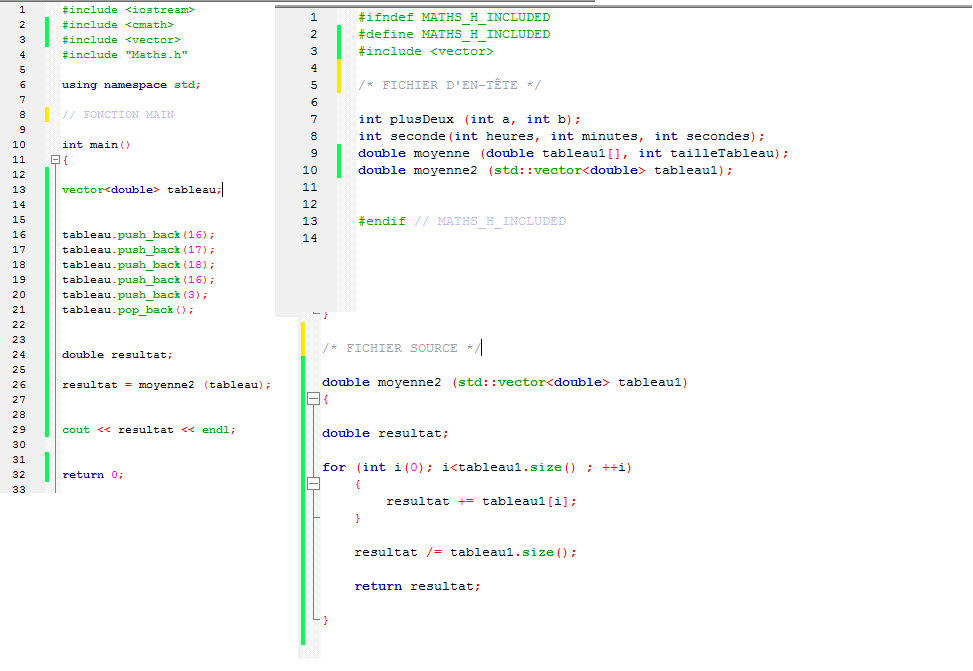 1 #include <iostream>
2 #include <cmath>
3 #include <vector>
4 #include "Maths.h"
5
6 using namespace std;
7
8 // FONCTION MAIN
9
10 int main()
11 {
12
13 vector<double> tableau;
14
15
16 tableau.push_back(16);
17 tableau.push_back(17);
18 tableau.push_back(18);
19 tableau.push_back(16);
20 tableau.push_back(3);
21 tableau.pop_back();
22
23
24 double resultat;
25
26 resultat = moyenne2 (tableau);
27
28
29 cout << resultat << endl;
30
31
32 return 0;
33
1 #ifndef MATHS_H_INCLUDED
2 #define MATHS_H_INCLUDED
3 #include <vector>
4
5 /* FICHIER D'EN-TÊTE */
6
7 int plusDeux (int a, int b);
8 int seconde(int heures, int minutes, int secondes);
9 double moyenne (double tableau1[], int tailleTableau);
10 double moyenne2 (std::vector<double> tableau1);
11
12
13 #endif // MATHS_H_INCLUDED
14
}
/* FICHIER SOURCE */
double moyenne2 (std::vector<double> tableau1)
{
double resultat;
for (int i(0); i<tableau1.size() ; ++i)
{
resultat += tableau1[i];
}
resultat /= tableau1.size();
return resultat;
}